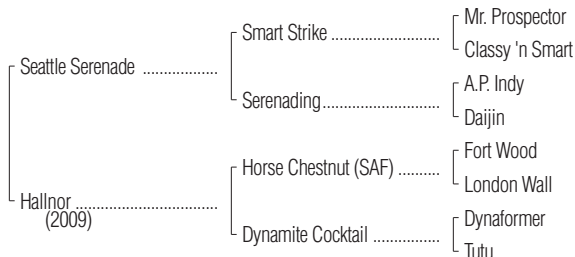 Mr. Prospector
Smart Strike ........................
Classy 'n Smart
Seattle Serenade ................
A.P. Indy
Serenading..........................
Daijin
Fort Wood
Horse Chestnut (SAF) .........
London Wall
Hallnor ................................
(2009)
Dynaformer
Dynamite Cocktail ...............
Tutu